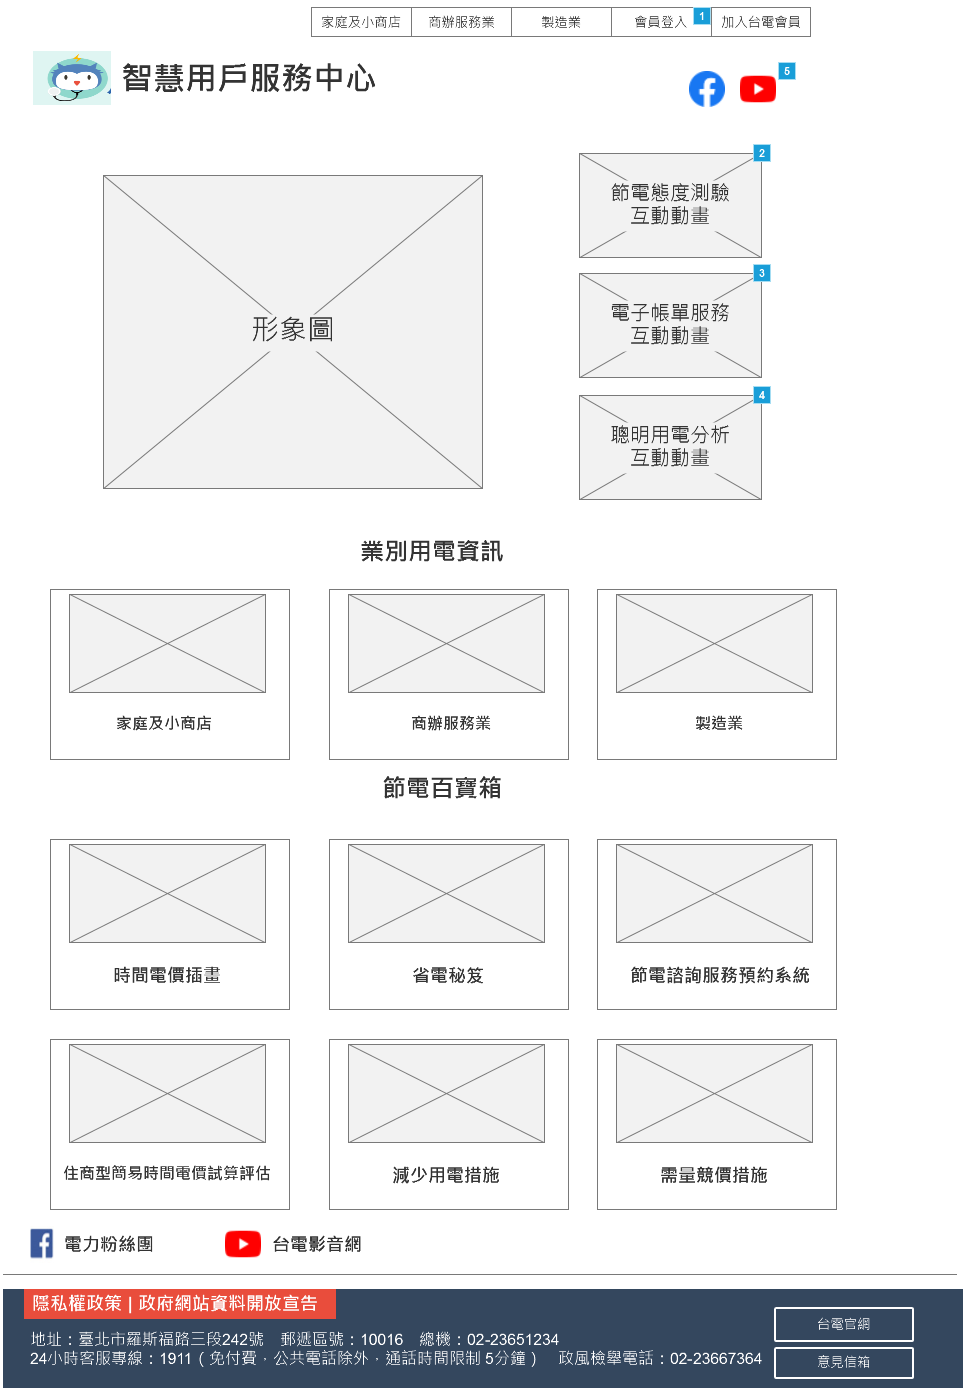 家庭及小商店 商辦服務業 製造業 會員登入 1 加入台電會員
智慧用戶服務中心
5
2
節電態度測驗
互動動畫
形象圖
3
電子帳單服務
互動動畫
4
聰明用電分析
互動動畫
業別用電資訊
家庭及小商店 商辦服務業 製造業
節電百寶箱
時間電價插畫 省電秘笈 節電諮詢服務預約系統
住商型簡易時間電價試算評估 減少用電措施 需量競價措施
電力粉絲團 台電影音網
隱私權政策 | 政府網站資料開放宣告
地址：臺北市羅斯福路三段242號 郵遞區號：10016 總機：02-23651234
24小時客服專線：1911（免付費，公共電話除外，通話時間限制 5分鐘） 政風檢舉電話：02-23667364
台電官網
意見信箱